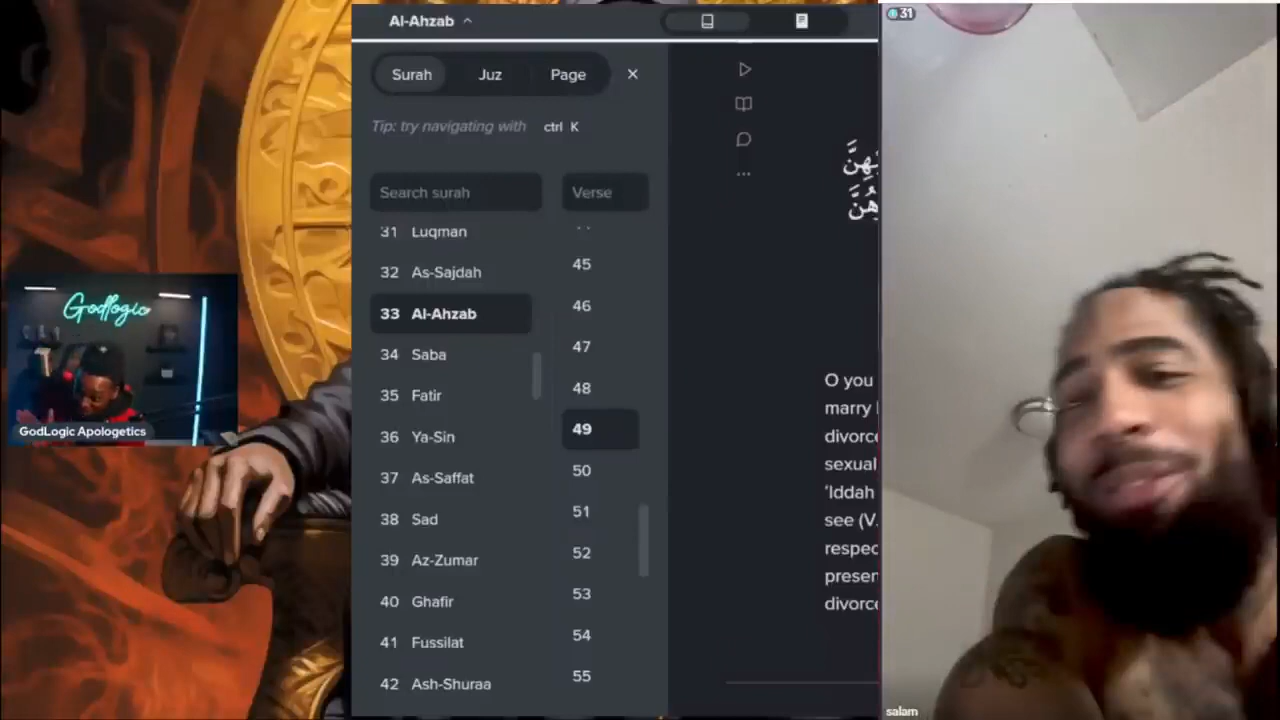 Al-Ahzab
31
Surah
Juz
Page
Tip: try navigating with ctrl K
Search surah
Verse
31 Luqman
32 As-Sajdah
33 Al-Ahzab
34 Saba
35 Fatir
36 Ya-Sin
37 As-Saffat
38 Sad
39 Az-Zumar
40 Ghafir
41 Fussilat
42 Ash-Shuraa
45
46
47
48
49
50
51
52
53
54
55
O you
marry
divorce
sexual
'Iddah
see (V.
respec
presen
divorce
Godlogic
GodLogic Apologetics
salam